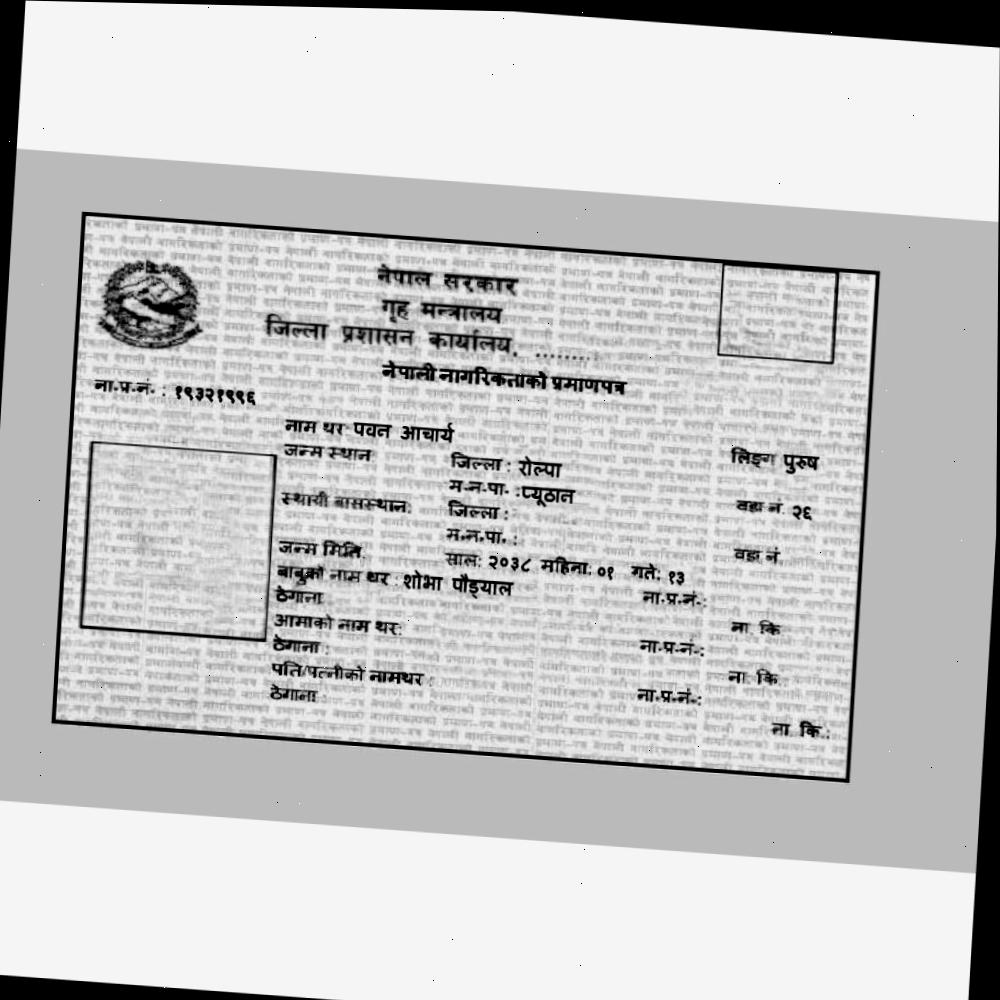 नेपाल सरकार
गृह मन्त्रालय
जिल्ला प्रशासन कार्यालय, ........
नेपाली नागरिकताको प्रमाणपत्र
ना.प्र.नं. : १९३२१९९६
नाम थर: पवन आचार्य लिङ्ग पुरुष
जन्म स्थान: जिल्ला : रोल्पा
म.न.पा. :प्यूठान वडा नं. २६
स्थायी बासस्थान: जिल्ला :
म.न.पा. : वडा नं.
जन्म मिति: साल: २०३८ महिना: ०१ गते: १३
बाबुको नाम थर : शोभा पौड्याल ना.प्र.नं.:
ठेगाना ना. कि
आमाको नाम थर: ना.प्र.नं.:
ठेगाना : ना. कि.:
पति/पत्नीको नामथर : ना.प्र.नं.:
ठेगाना : ना. कि.: